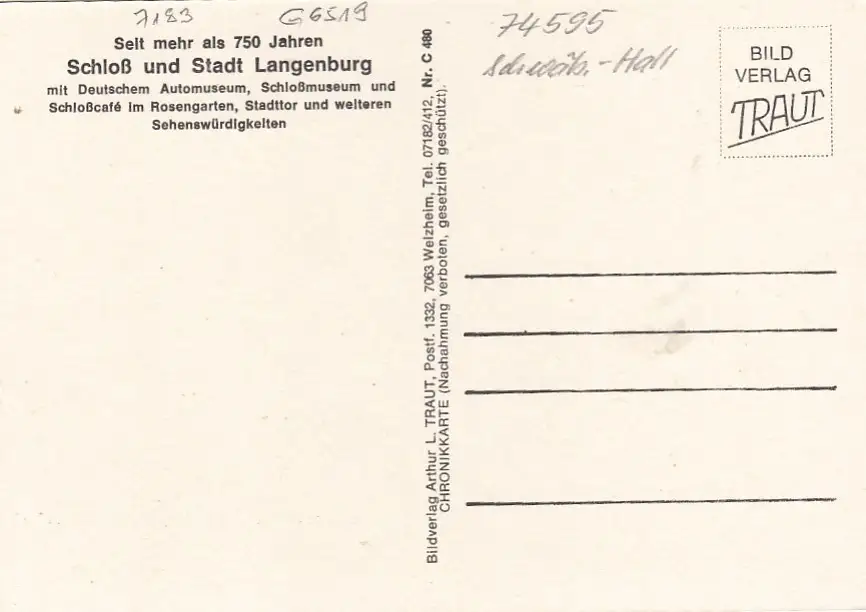 7183 G6519
Seit mehr als 750 Jahren
Schloß und Stadt Langenburg
mit Deutschem Automuseum, Schloßmuseum und
Schloßcafé im Rosengarten, Stadttor und weiteren
Sehenswürdigkeiten
Bildverlag Arthur L. TRAUT, Postf. 1332, 7063 Welzheim, Tel. 07182/412, Nr. C 480
CHRONIKKARTE (Nachahmung verboten, gesetzlich geschützt).
74595
Schwäb.-Hall
BILD
VERLAG
TRAUT